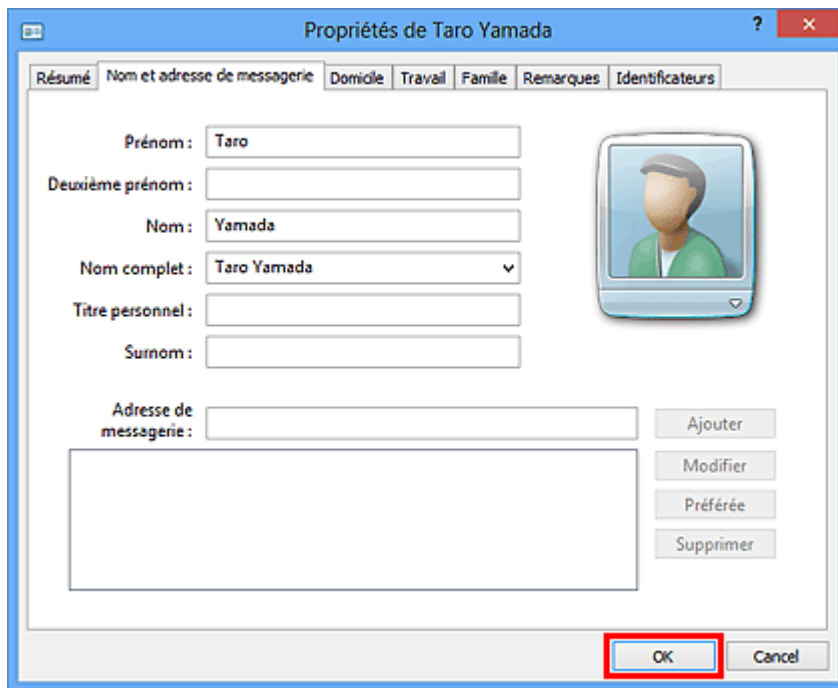 Propriétés de Taro Yamada ?
Résumé Nom et adresse de messagerie Domicile Travail Famille Remarques Identificateurs
Prénom : Taro
Deuxième prénom :
Nom : Yamada
Nom complet : Taro Yamada
Titre personnel :
Surnom :
Adresse de
messagerie :
Ajouter
Modifier
Préférée
Supprimer
OK Cancel